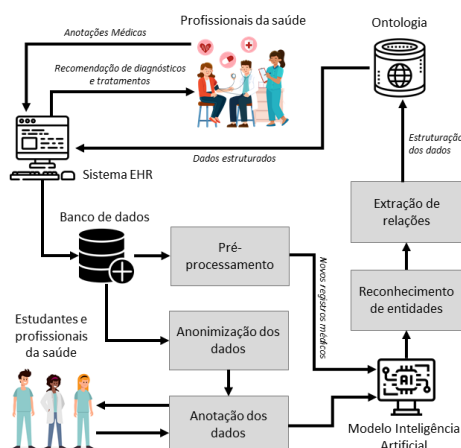 Profissionais da saúde
Ontologia
Anotações Médicas
Recomendação de diagnósticos
e tratamentos
Estruturação
dos dados
Dados estruturados
Sistema EHR
Extração de
relações
Banco de dados
Pré-
processamento
Novos registros médicos
Reconhecimento
de entidades
Estudantes e
profissionais
da saúde
Anonimização dos
dados
AI
Anotação dos
dados
Modelo Inteligência
Artificial